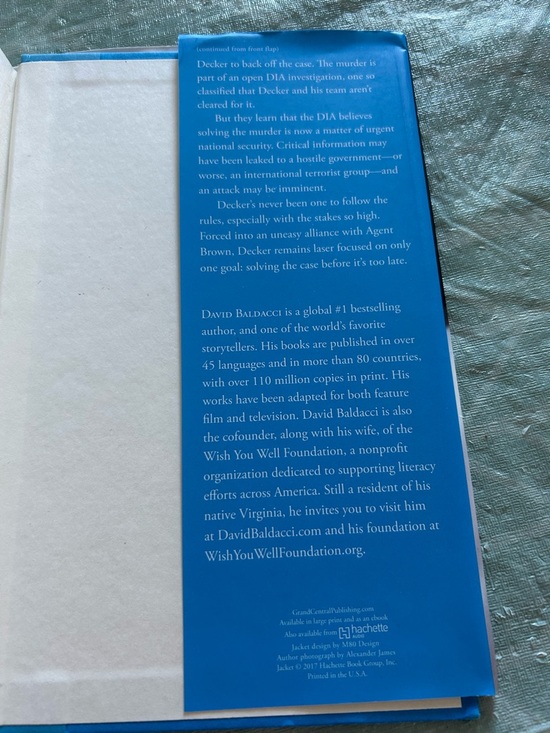 (continued from front flap)
Decker to back off the case. The murder is
part of an open DIA investigation, one so
classified that Decker and his team aren't
cleared for it.
But they learn that the DIA believes
solving the murder is now a matter of urgent
national security. Critical information may
have been leaked to a hostile government—or
worse, an international terrorist group—and
an attack may be imminent.
Decker's never been one to follow the
rules, especially with the stakes so high.
Forced into an uneasy alliance with Agent
Brown, Decker remains laser focused on only
one goal: solving the case before it's too late.
DAVID BALDACCI is a global #1 bestselling
author, and one of the world's favorite
storytellers. His books are published in over
45 languages and in more than 80 countries,
with over 110 million copies in print. His
works have been adapted for both feature
film and television. David Baldacci is also
the cofounder, along with his wife, of the
Wish You Well Foundation, a nonprofit
organization dedicated to supporting literacy
efforts across America. Still a resident of his
native Virginia, he invites you to visit him
at DavidBaldacci.com and his foundation at
WishYouWellFoundation.org.
GrandCentralPublishing.com
Available in large print and as an ebook
Also available from hachette AUDIO
Jacket design by M80 Design
Author photograph by Alexander James
Jacket © 2017 Hachette Book Group, Inc.
Printed in the U.S.A.